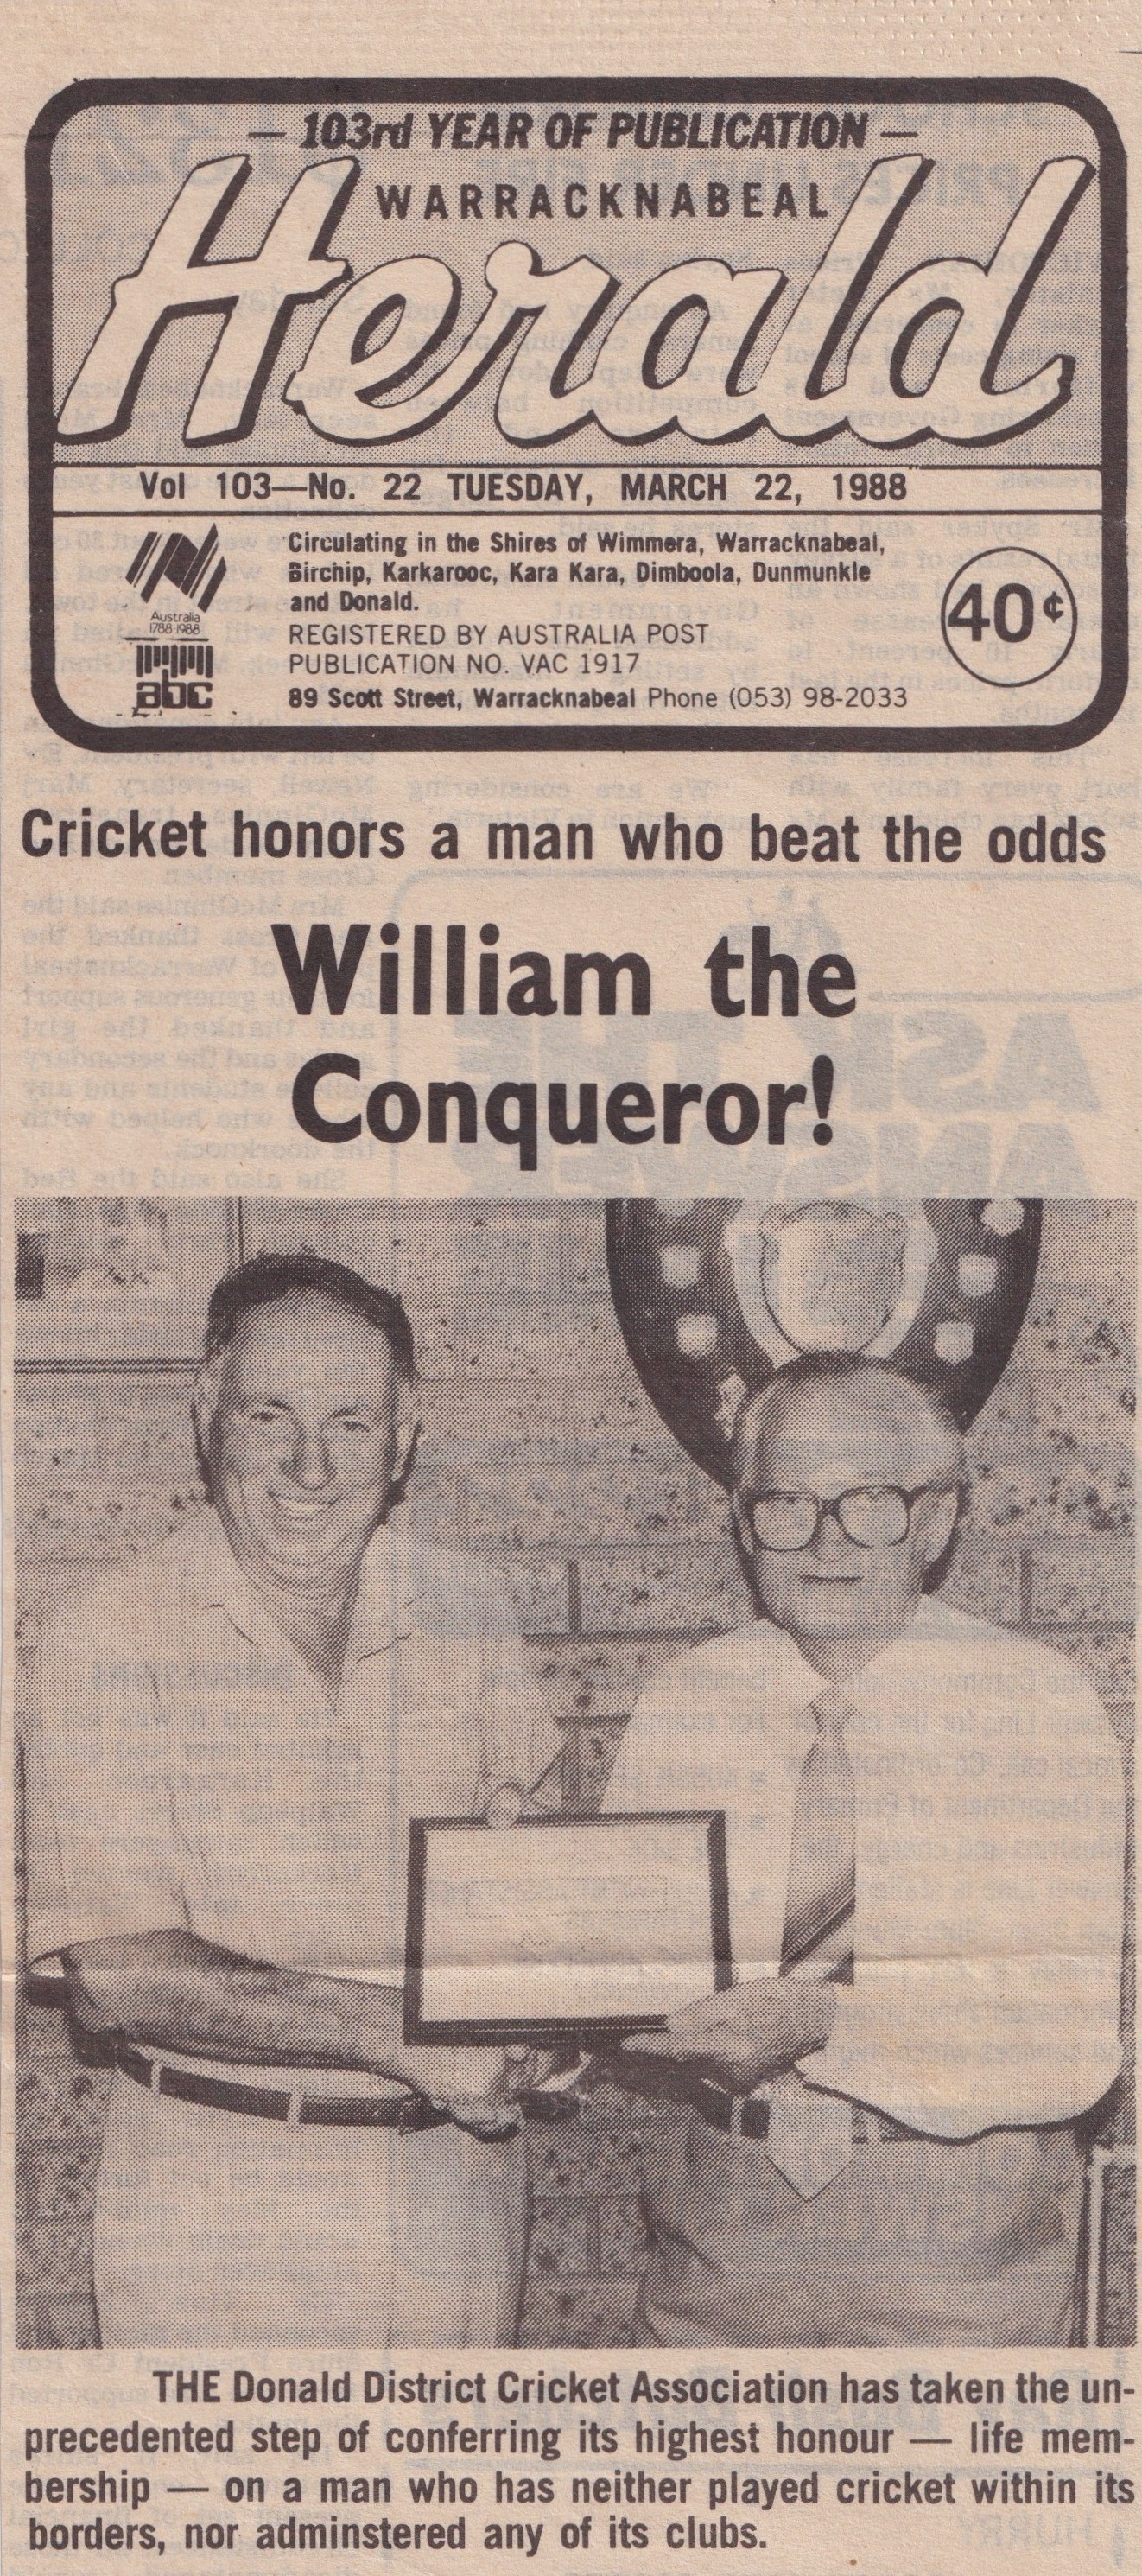 — 103rd YEAR OF PUBLICATION —
WARRACKNABEAL
Herald
Vol 103—No. 22 TUESDAY, MARCH 22, 1988
Australia
1788-1988
abc
Circulating in the Shires of Wimmera, Warracknabeal,
Birchip, Karkarooc, Kara Kara, Dimboola, Dunmunkle
and Donald.
REGISTERED BY AUSTRALIA POST
PUBLICATION NO. VAC 1917
89 Scott Street, Warracknabeal Phone (053) 98-2033
40¢
Cricket honors a man who beat the odds
William the
Conqueror!
THE Donald District Cricket Association has taken the un-
precedented step of conferring its highest honour — life mem-
bership — on a man who has neither played cricket within its
borders, nor adminstered any of its clubs.